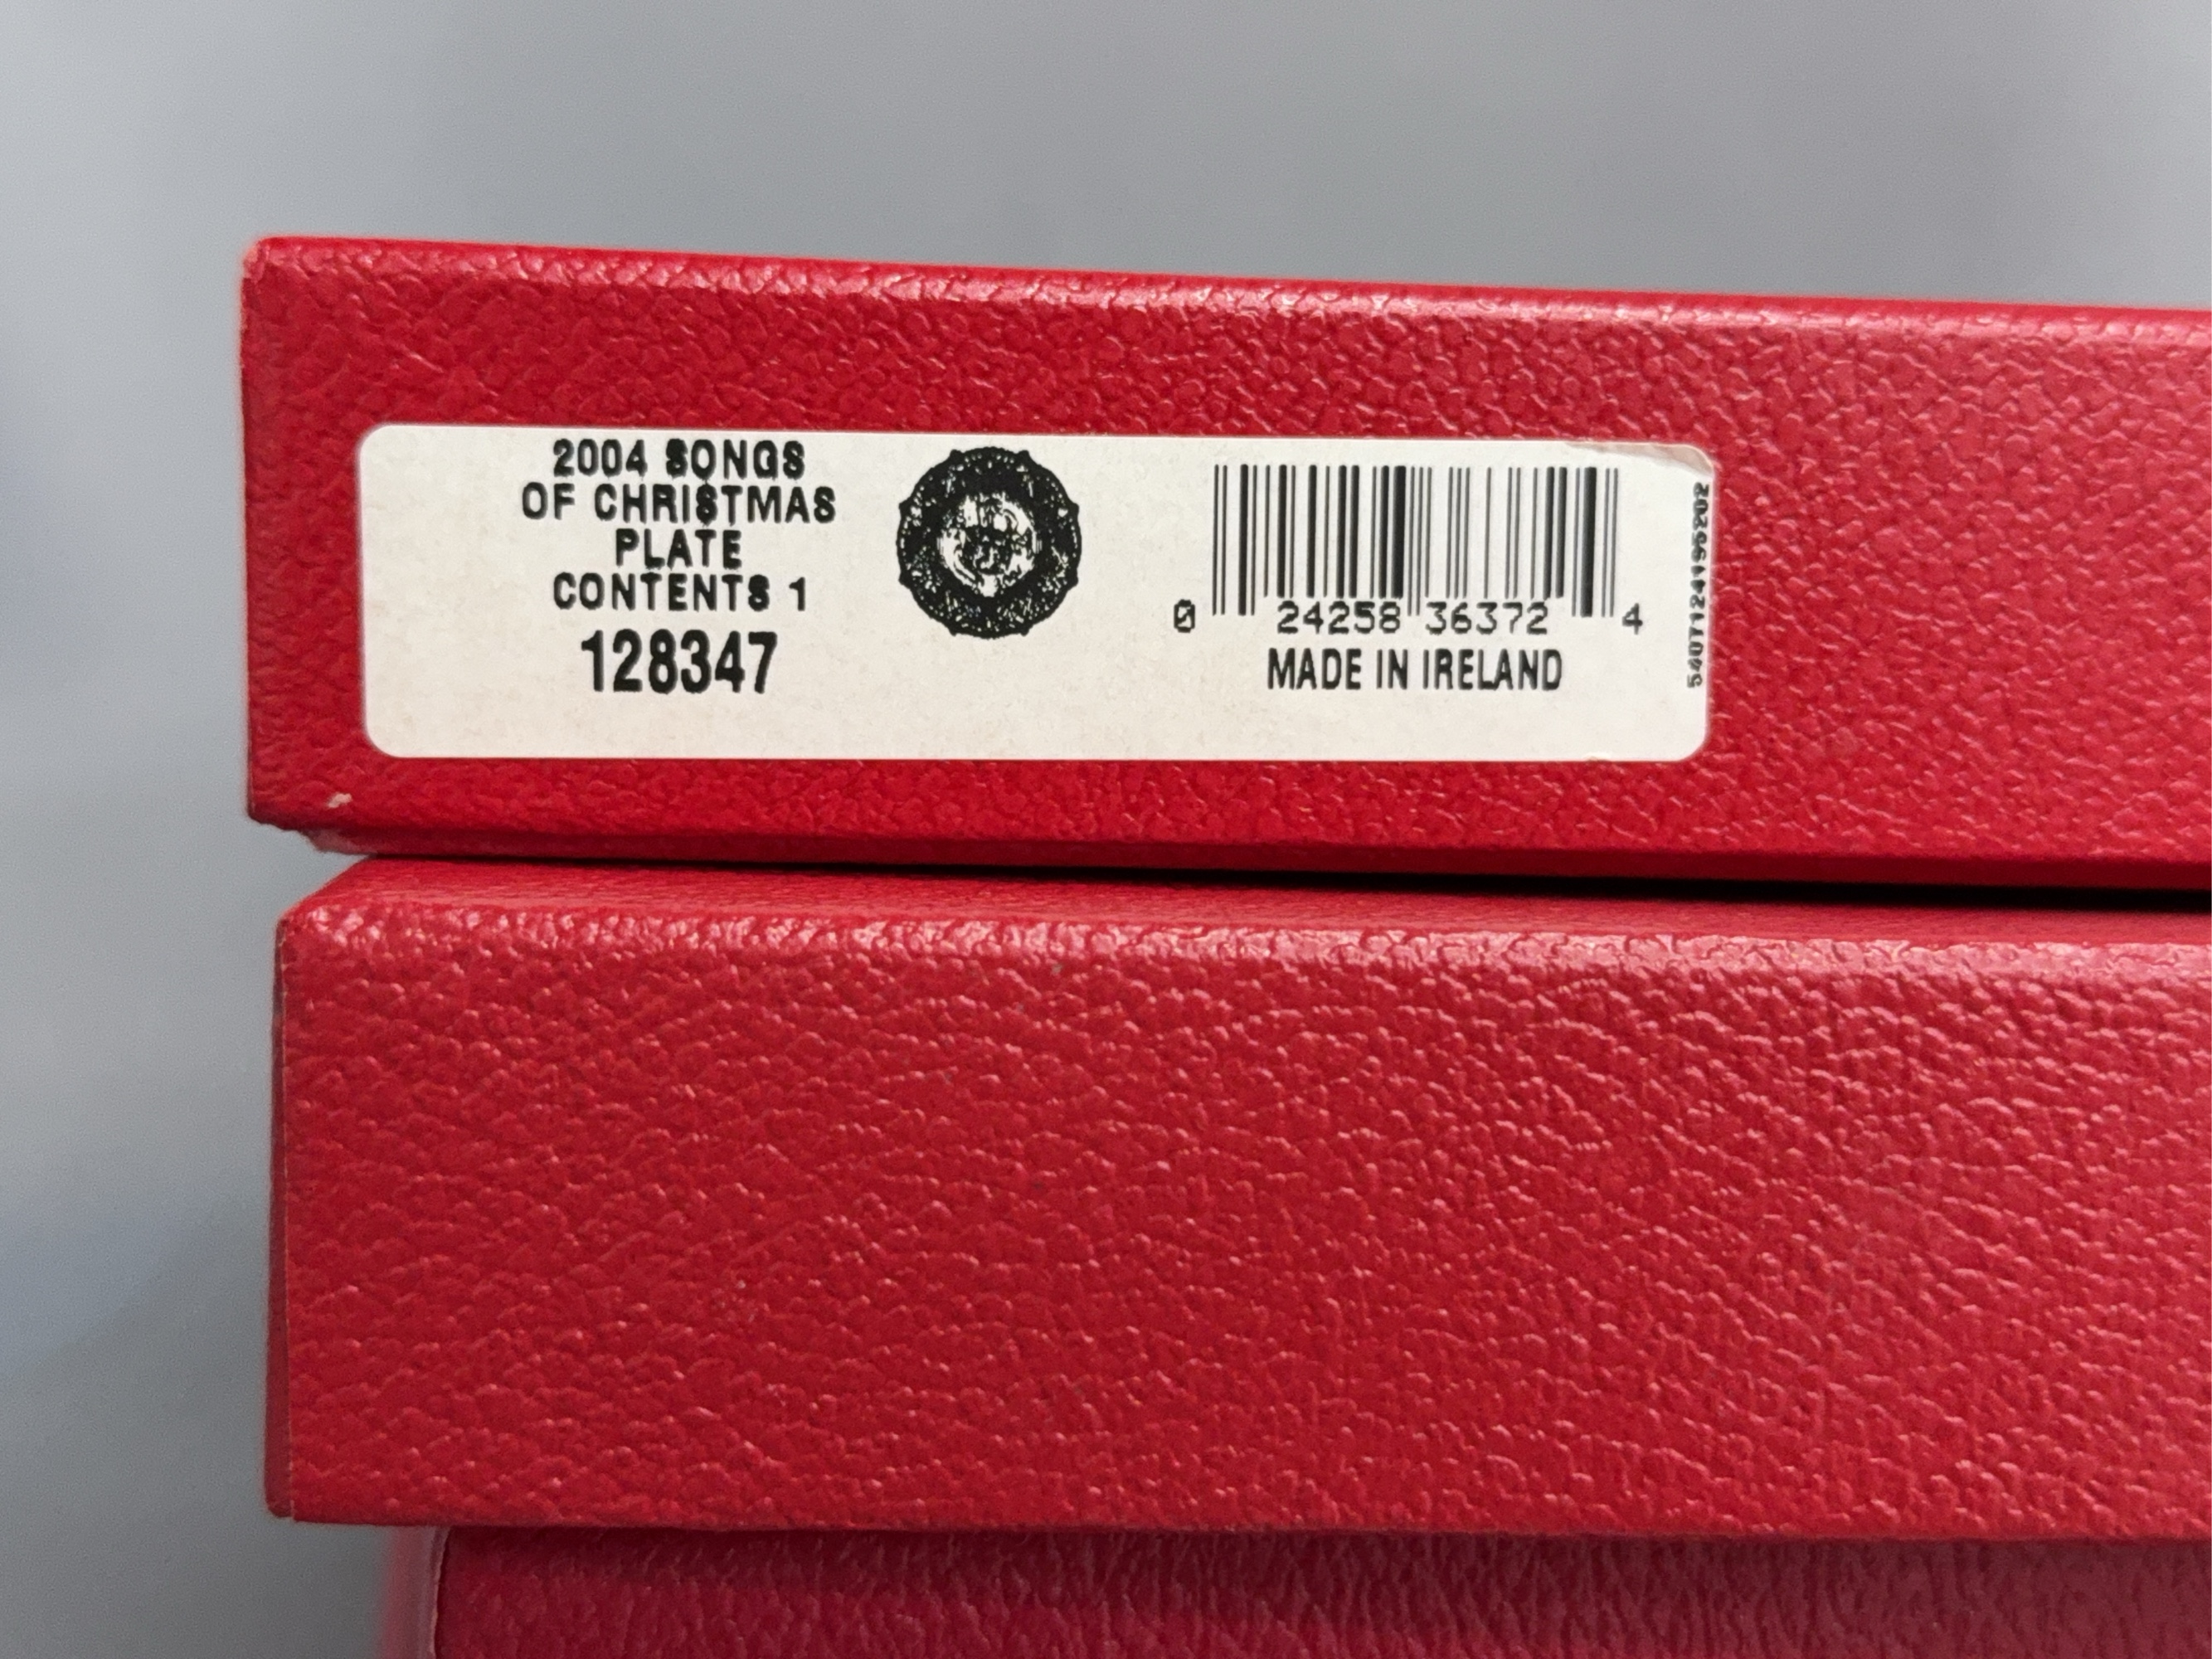 2004 SONGS
OF CHRISTMAS
PLATE
CONTENTS 1
128347
0 24258 36372 4
MADE IN IRELAND